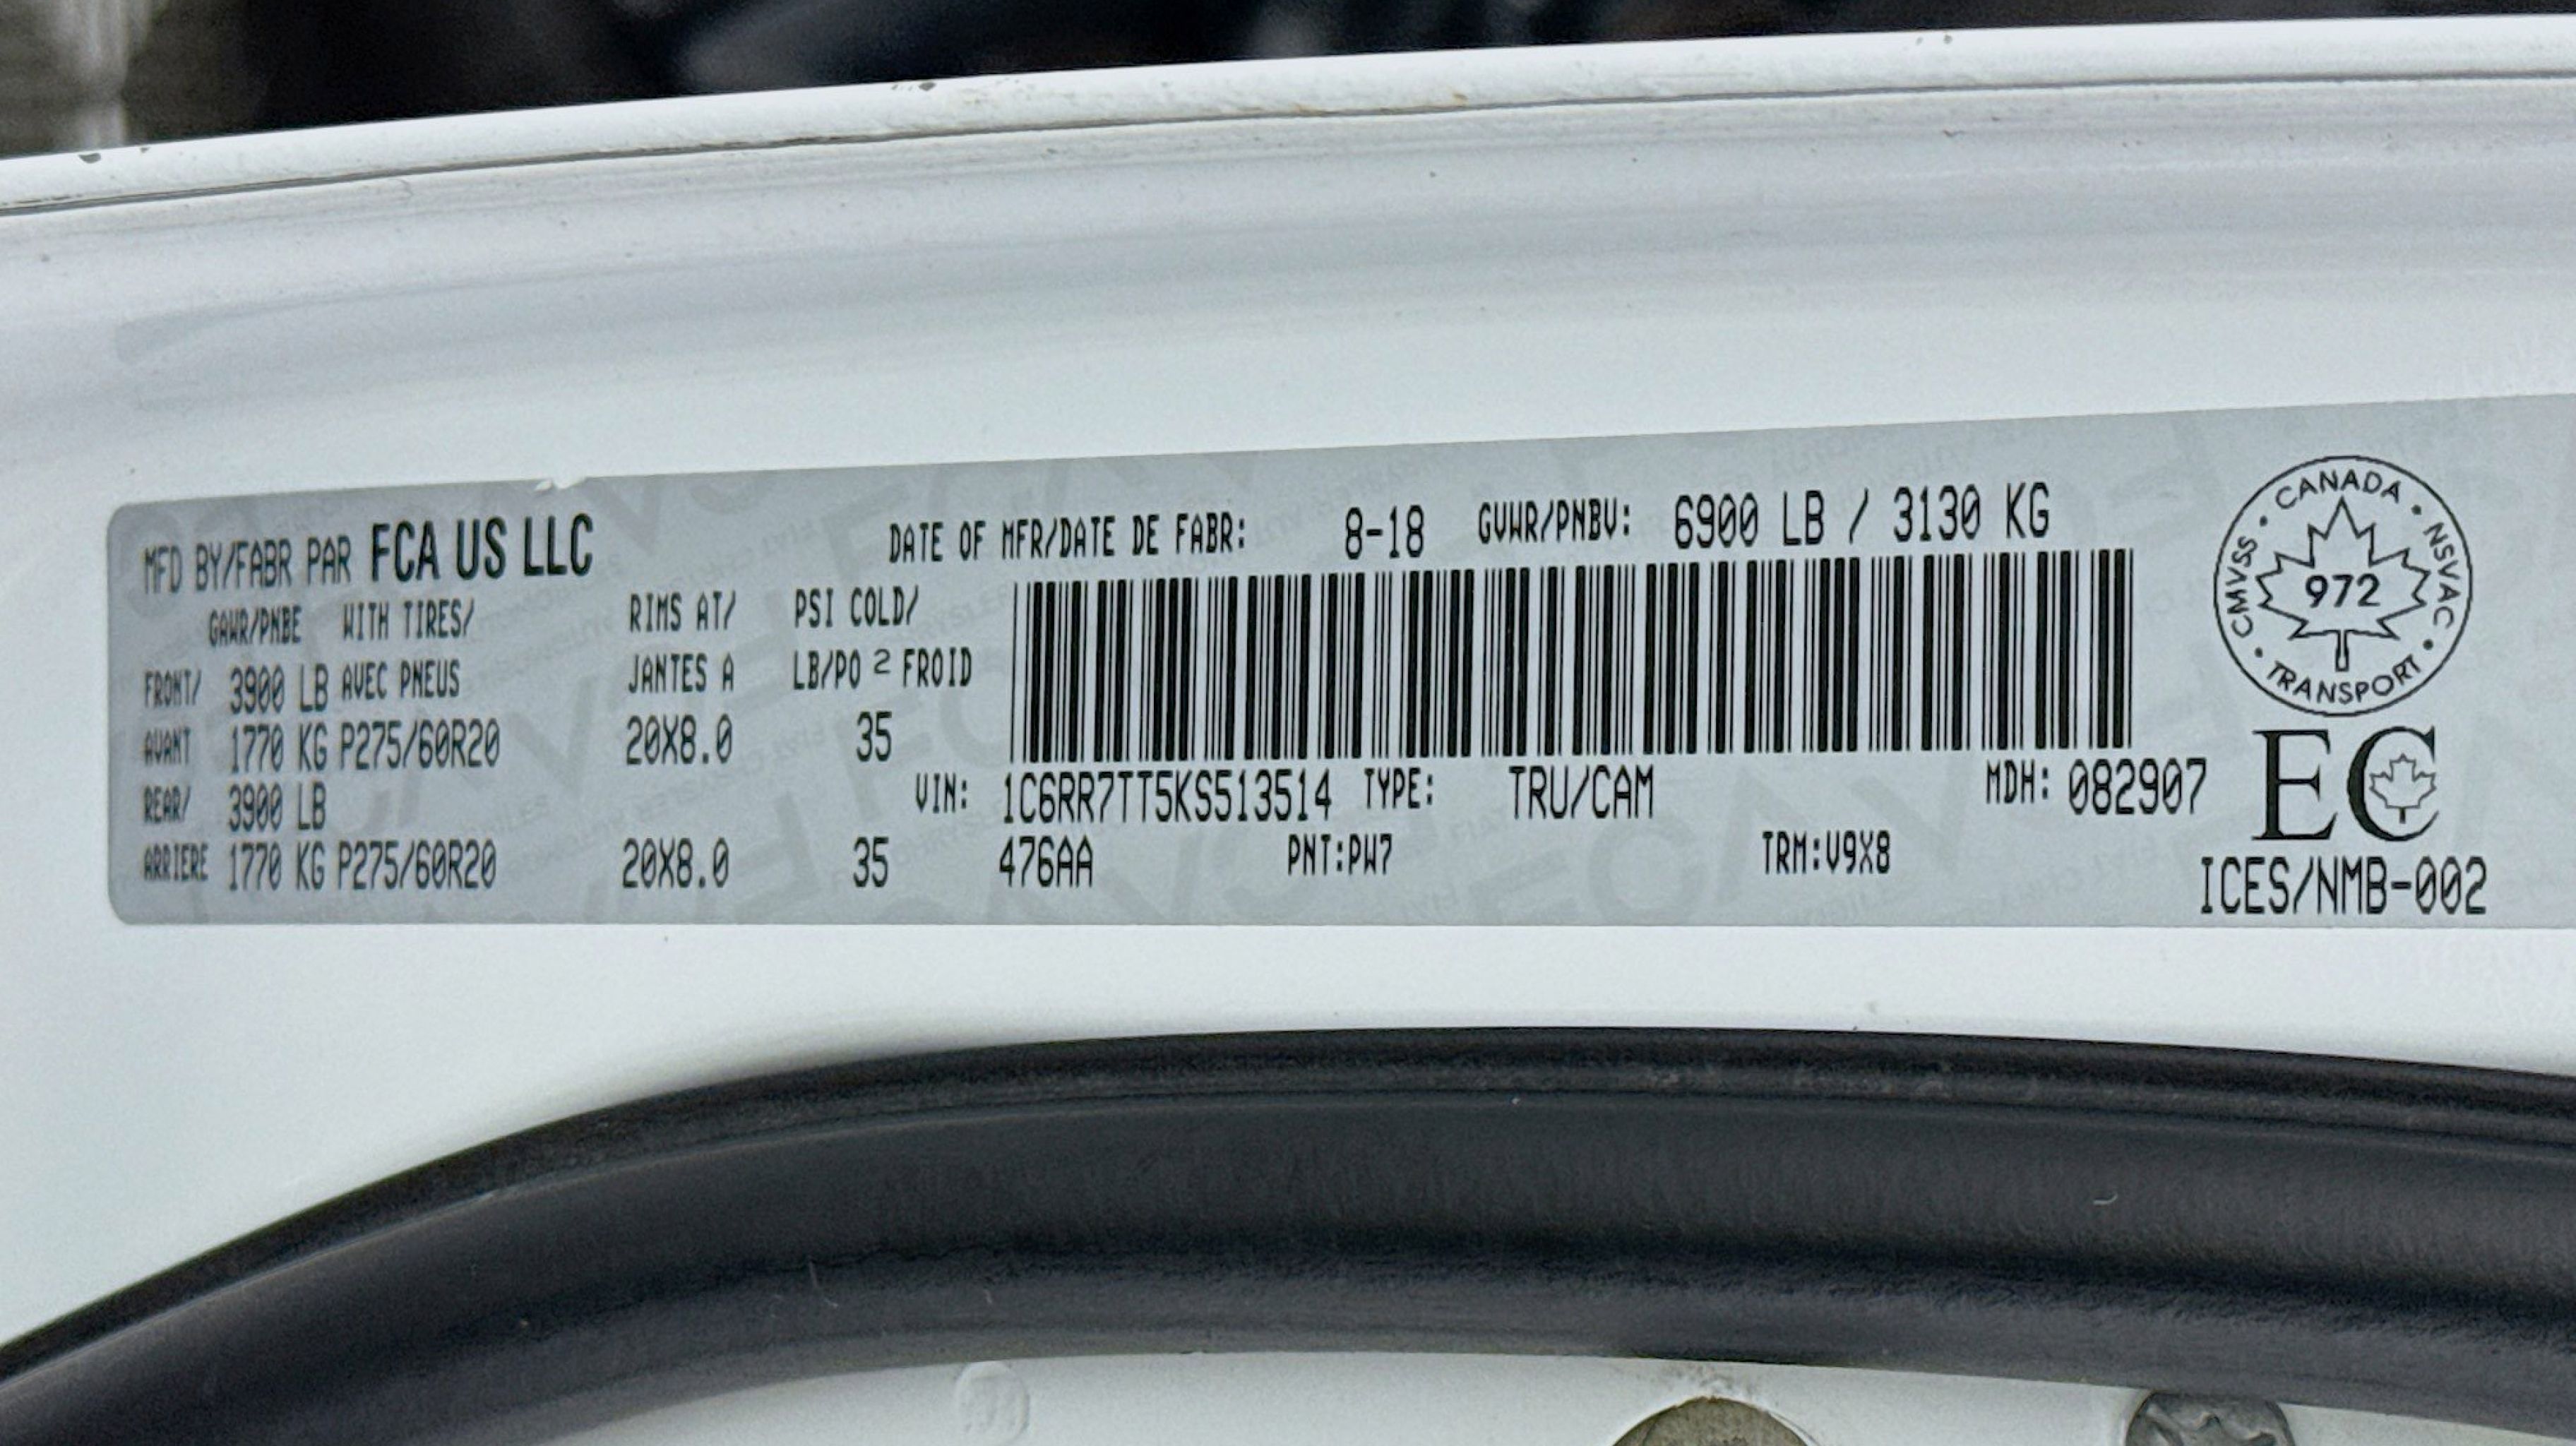 MFD BY/FABR PAR FCA US LLC
DATE OF MFR/DATE DE FABR: 8-18 GVWR/PNBV: 6900 LB / 3130 KG
GAWR/PNBE WITH TIRES/ RIMS AT/ PSI COLD/
FRONT/ 3900 LB AVEC PNEUS JANTES A LB/PO 2 FROID
AVANT 1770 KG P275/60R20 20X8.0 35
REAR/ 3900 LB
ARRIERE 1770 KG P275/60R20 20X8.0 35
VIN: 1C6RR7TT5KS513514 TYPE: TRU/CAM MDH: 082907
476AA PNT:PW7 TRM:V9X8
CANADA • NSVAC • TRANSPORT • CMVSS •
972
EC
ICES/NMB-002